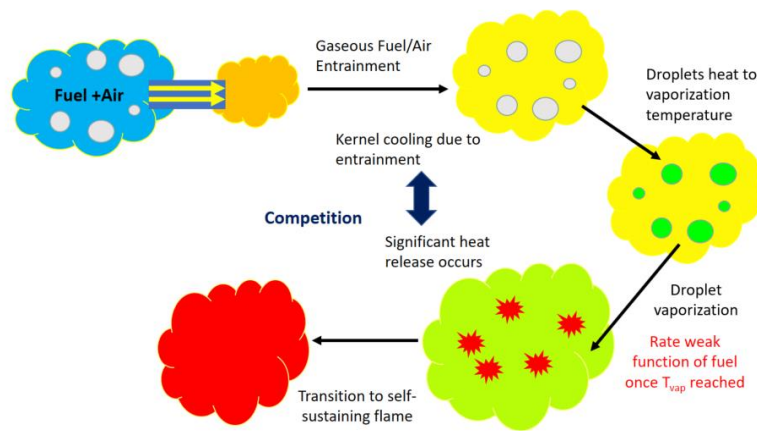 Fuel +Air
Gaseous Fuel/Air
Entrainment
Droplets heat to
vaporization
temperature
Kernel cooling due to
entrainment
Competition
Significant heat
release occurs
Droplet
vaporization
Rate weak
function of fuel
once Tvap reached
Transition to self-
sustaining flame